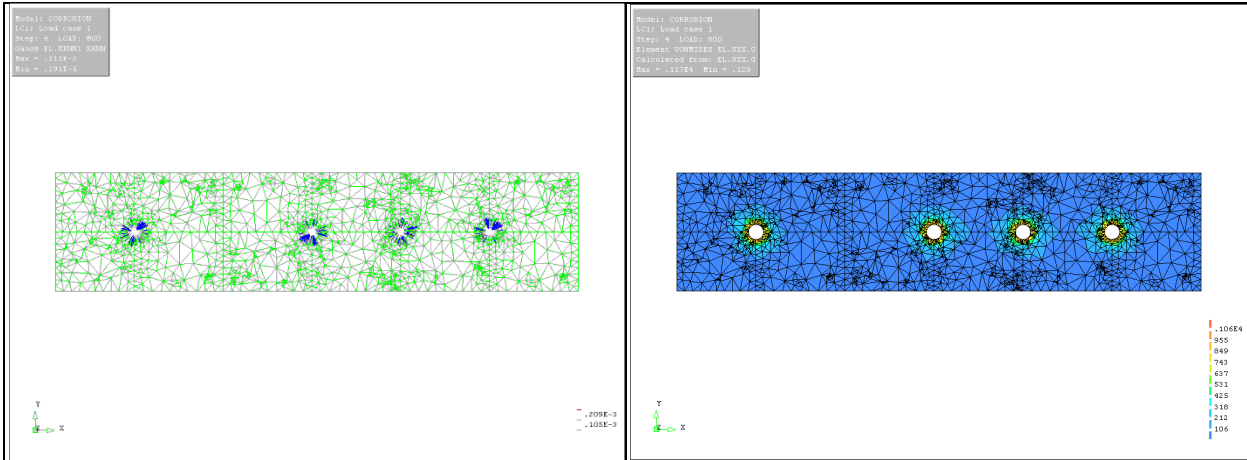 Model: CORROSION
LC1: Load case 1
Step: 4 LOAD: 800
Gauss EL.EKNN1 EKNN
Max = .313E-3
Min = .291E-5
Y
X
.209E-3
.105E-3
Model: CORROSION
LC1: Load case 1
Step: 4 LOAD: 800
Element VONMISES EL.SXX.G
Calculated from: EL.SXX.G
Max = .117E4 Min = .129
Y
X
.106E4
955
849
743
637
531
425
318
212
106